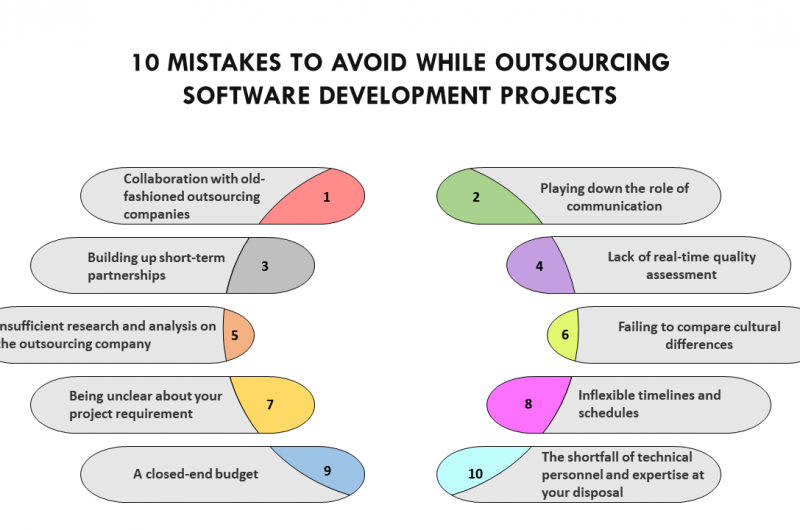 10 MISTAKES TO AVOID WHILE OUTSOURCING
SOFTWARE DEVELOPMENT PROJECTS
Collaboration with old-
fashioned outsourcing
companies
1
2
Playing down the role of
communication
Building up short-term
partnerships
3
4
Lack of real-time quality
assessment
nsufficient research and analysis on
the outsourcing company
5
6
Failing to compare cultural
differences
Being unclear about your
project requirement
7
8
Inflexible timelines and
schedules
A closed-end budget
9
10
The shortfall of technical
personnel and expertise at
your disposal